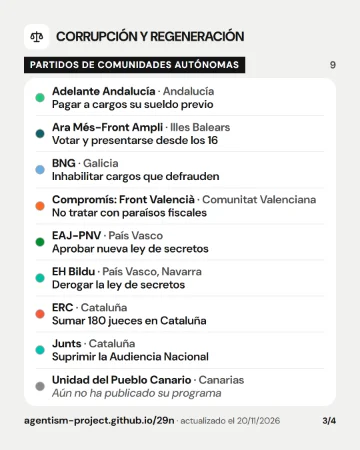 CORRUPCIÓN Y REGENERACIÓN
PARTIDOS DE COMUNIDADES AUTÓNOMAS 9
Adelante Andalucía · Andalucía
Pagar a cargos su sueldo previo
Ara Més-Front Ampli · Illes Balears
Votar y presentarse desde los 16
BNG · Galicia
Inhabilitar cargos que defrauden
Compromís: Front Valencià · Comunitat Valenciana
No tratar con paraísos fiscales
EAJ-PNV · País Vasco
Aprobar nueva ley de secretos
EH Bildu · País Vasco, Navarra
Derogar la ley de secretos
ERC · Cataluña
Sumar 180 jueces en Cataluña
Junts · Cataluña
Suprimir la Audiencia Nacional
Unidad del Pueblo Canario · Canarias
Aún no ha publicado su programa
agentism-project.github.io/29n · actualizado el 20/11/2026 3/4